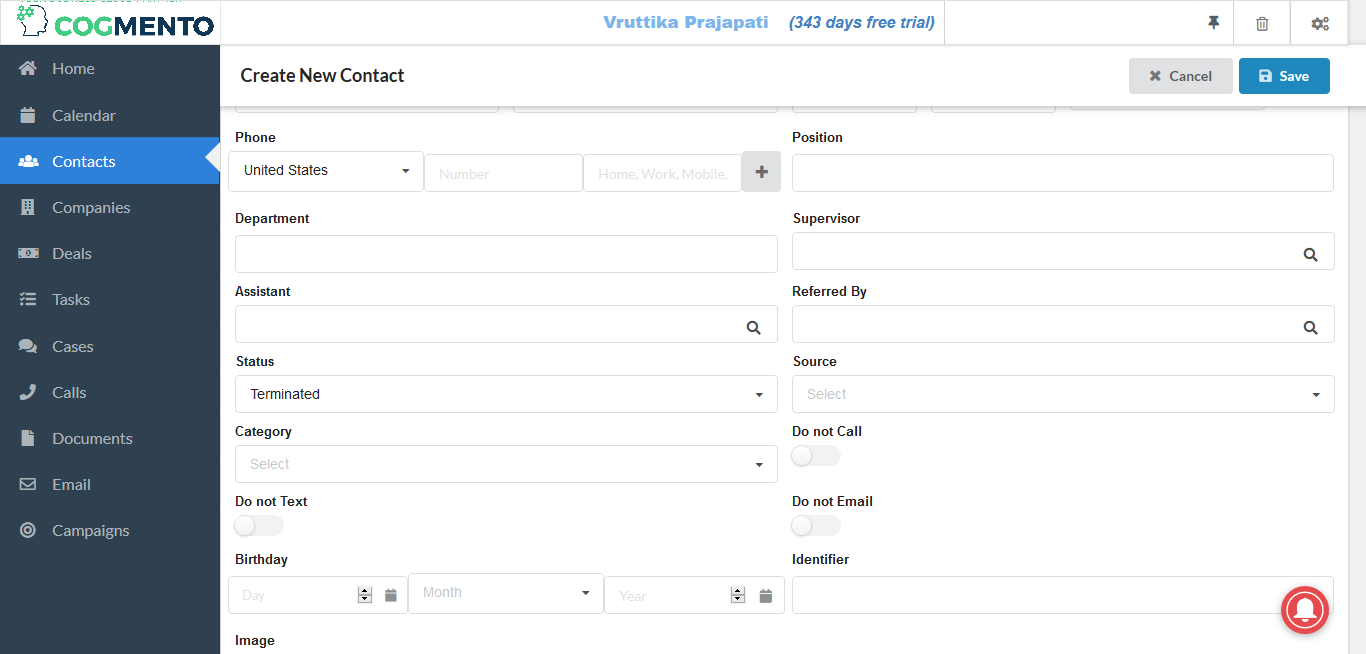 COGMENTO
Vruttika Prajapati (343 days free trial)
Home
Calendar
Contacts
Companies
Deals
Tasks
Cases
Calls
Documents
Email
Campaigns
Create New Contact
Cancel
Save
Phone
Position
United States
Number
Home, Work, Mobile.
Department
Supervisor
Assistant
Referred By
Status
Source
Terminated
Select
Category
Do not Call
Select
Do not Text
Do not Email
Birthday
Identifier
Day
Month
Year
Image